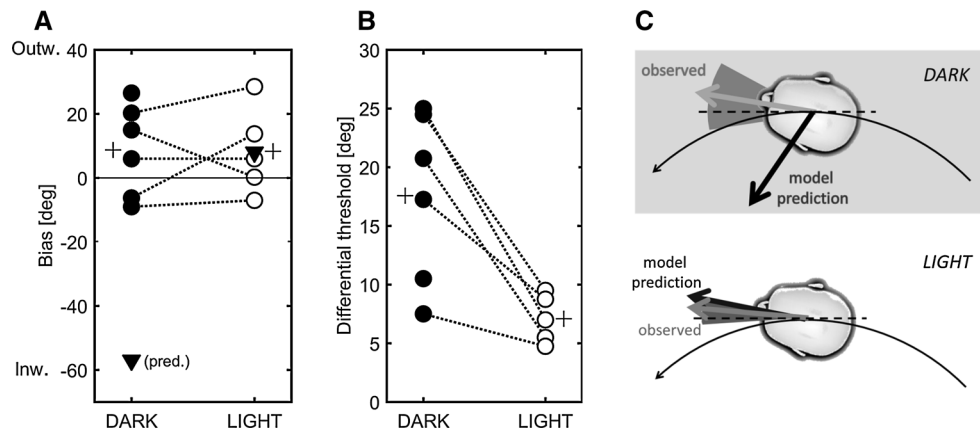 A
Outw.
40
20
0
-20
-40
Inw.
-60
Bias [deg]
(pred.)
DARK
LIGHT
B
30
25
20
15
10
5
0
Differential threshold [deg]
DARK
LIGHT
C
DARK
observed
model
prediction
LIGHT
model
prediction
observed